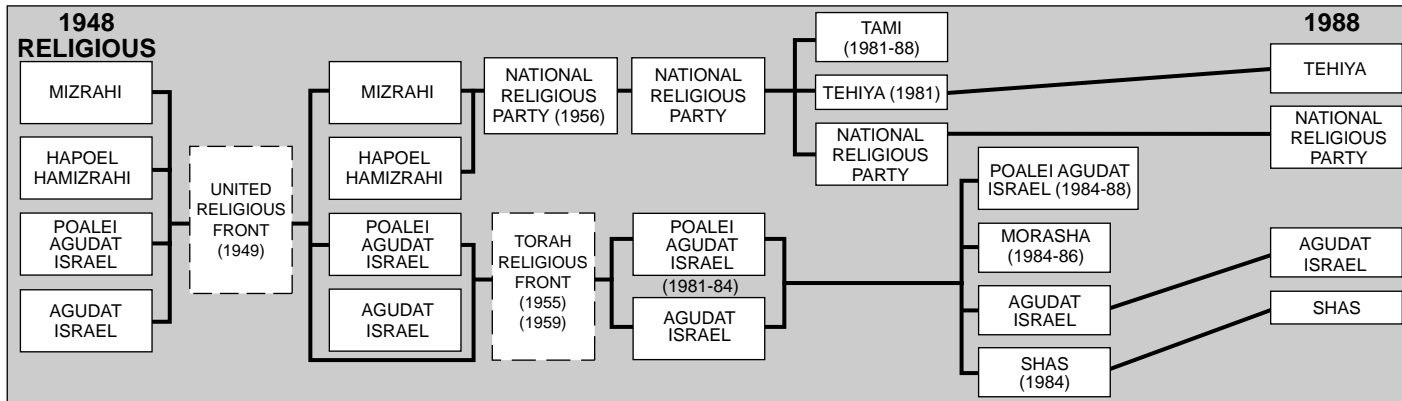 1948
RELIGIOUS
MIZRAHI
HAPOEL
HAMIZRAHI
POALEI
AGUDAT
ISRAEL
AGUDAT
ISRAEL
UNITED
RELIGIOUS
FRONT
(1949)
MIZRAHI
HAPOEL
HAMIZRAHI
POALEI
AGUDAT
ISRAEL
AGUDAT
ISRAEL
NATIONAL
RELIGIOUS
PARTY (1956)
TORAH
RELIGIOUS
FRONT
(1955)
(1959)
NATIONAL
RELIGIOUS
PARTY
POALEI
AGUDAT
ISRAEL
(1981-84)
AGUDAT
ISRAEL
TAMI
(1981-88)
TEHIYA (1981)
NATIONAL
RELIGIOUS
PARTY
POALEI AGUDAT
ISRAEL (1984-88)
MORASHA
(1984-86)
AGUDAT
ISRAEL
SHAS
(1984)
1988
TEHIYA
NATIONAL
RELIGIOUS
PARTY
AGUDAT
ISRAEL
SHAS